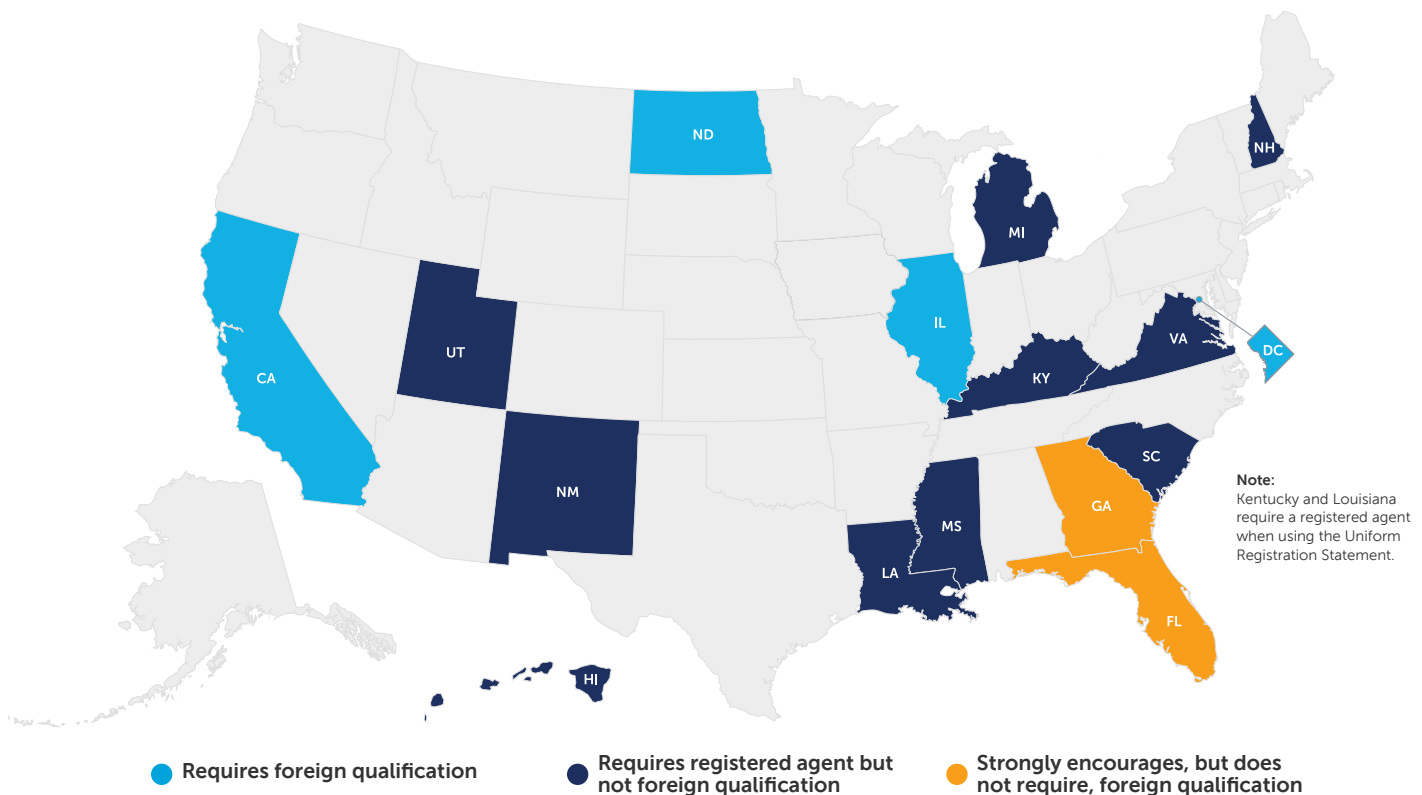 ND
NH
MI
IL
VA
UT
DC
CA
KY
SC
NM
GA
MS
LA
FL
HI
Note:
Kentucky and Louisiana
require a registered agent
when using the Uniform
Registration Statement.
Requires foreign qualification
Requires registered agent but
not foreign qualification
Strongly encourages, but does
not require, foreign qualification